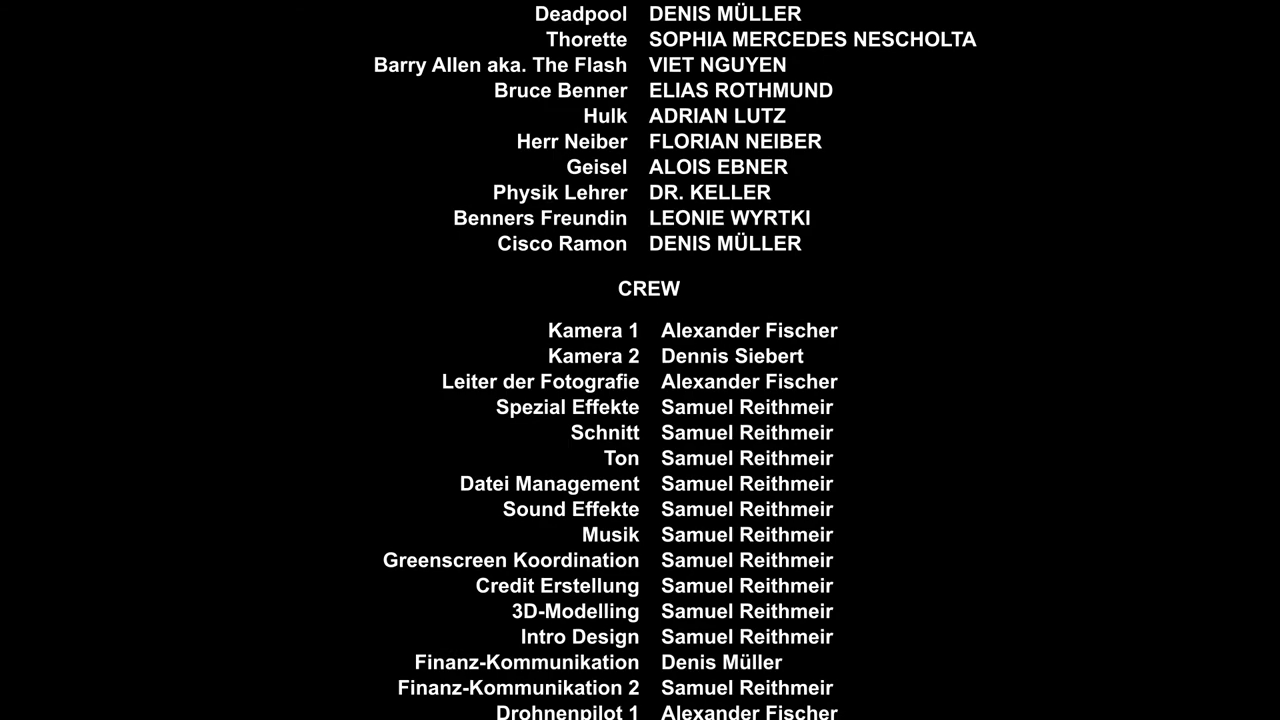 Deadpool DENIS MÜLLER
Thorette SOPHIA MERCEDES NESCHOLTA
Barry Allen aka. The Flash VIET NGUYEN
Bruce Benner ELIAS ROTHMUND
Hulk ADRIAN LUTZ
Herr Neiber FLORIAN NEIBER
Geisel ALOIS EBNER
Physik Lehrer DR. KELLER
Benners Freundin LEONIE WYRTKI
Cisco Ramon DENIS MÜLLER
CREW
Kamera 1 Alexander Fischer
Kamera 2 Dennis Siebert
Leiter der Fotografie Alexander Fischer
Spezial Effekte Samuel Reithmeir
Schnitt Samuel Reithmeir
Ton Samuel Reithmeir
Datei Management Samuel Reithmeir
Sound Effekte Samuel Reithmeir
Musik Samuel Reithmeir
Greenscreen Koordination Samuel Reithmeir
Credit Erstellung Samuel Reithmeir
3D-Modelling Samuel Reithmeir
Intro Design Samuel Reithmeir
Finanz-Kommunikation Denis Müller
Finanz-Kommunikation 2 Samuel Reithmeir
Drohnenpilot 1 Alexander Fischer